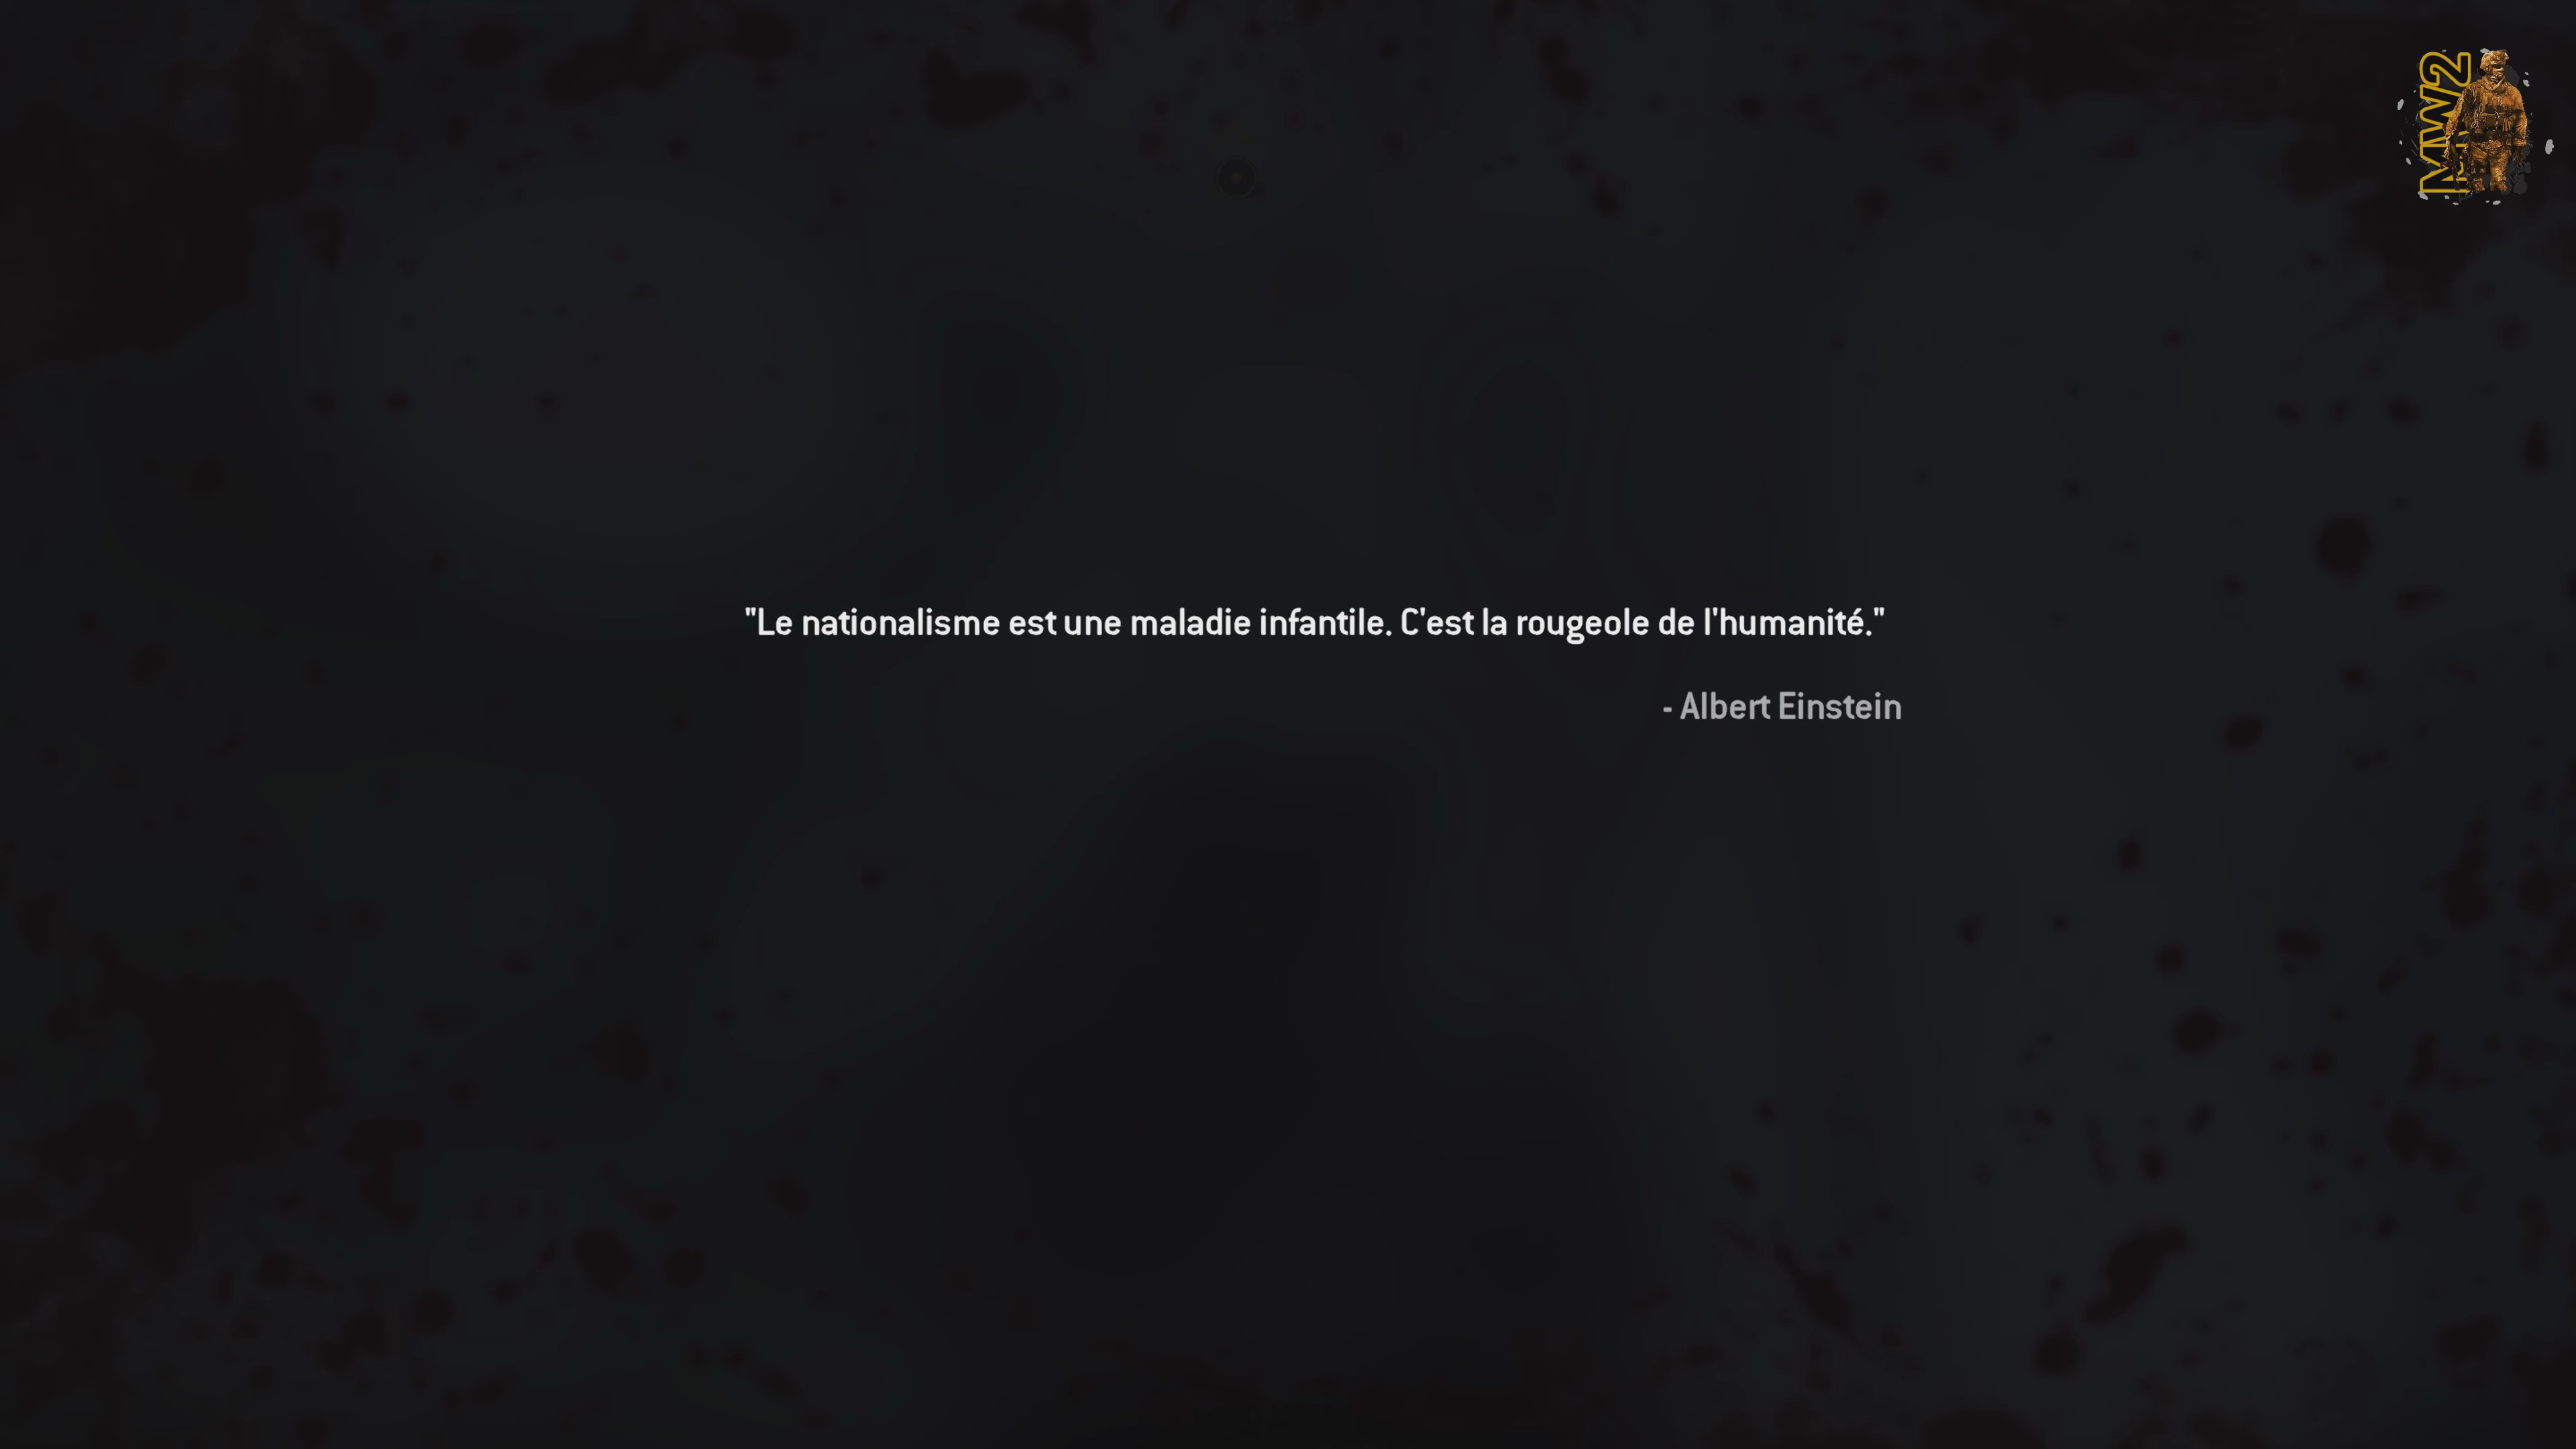 MW2
"Le nationalisme est une maladie infantile. C'est la rougeole de l'humanité."
- Albert Einstein